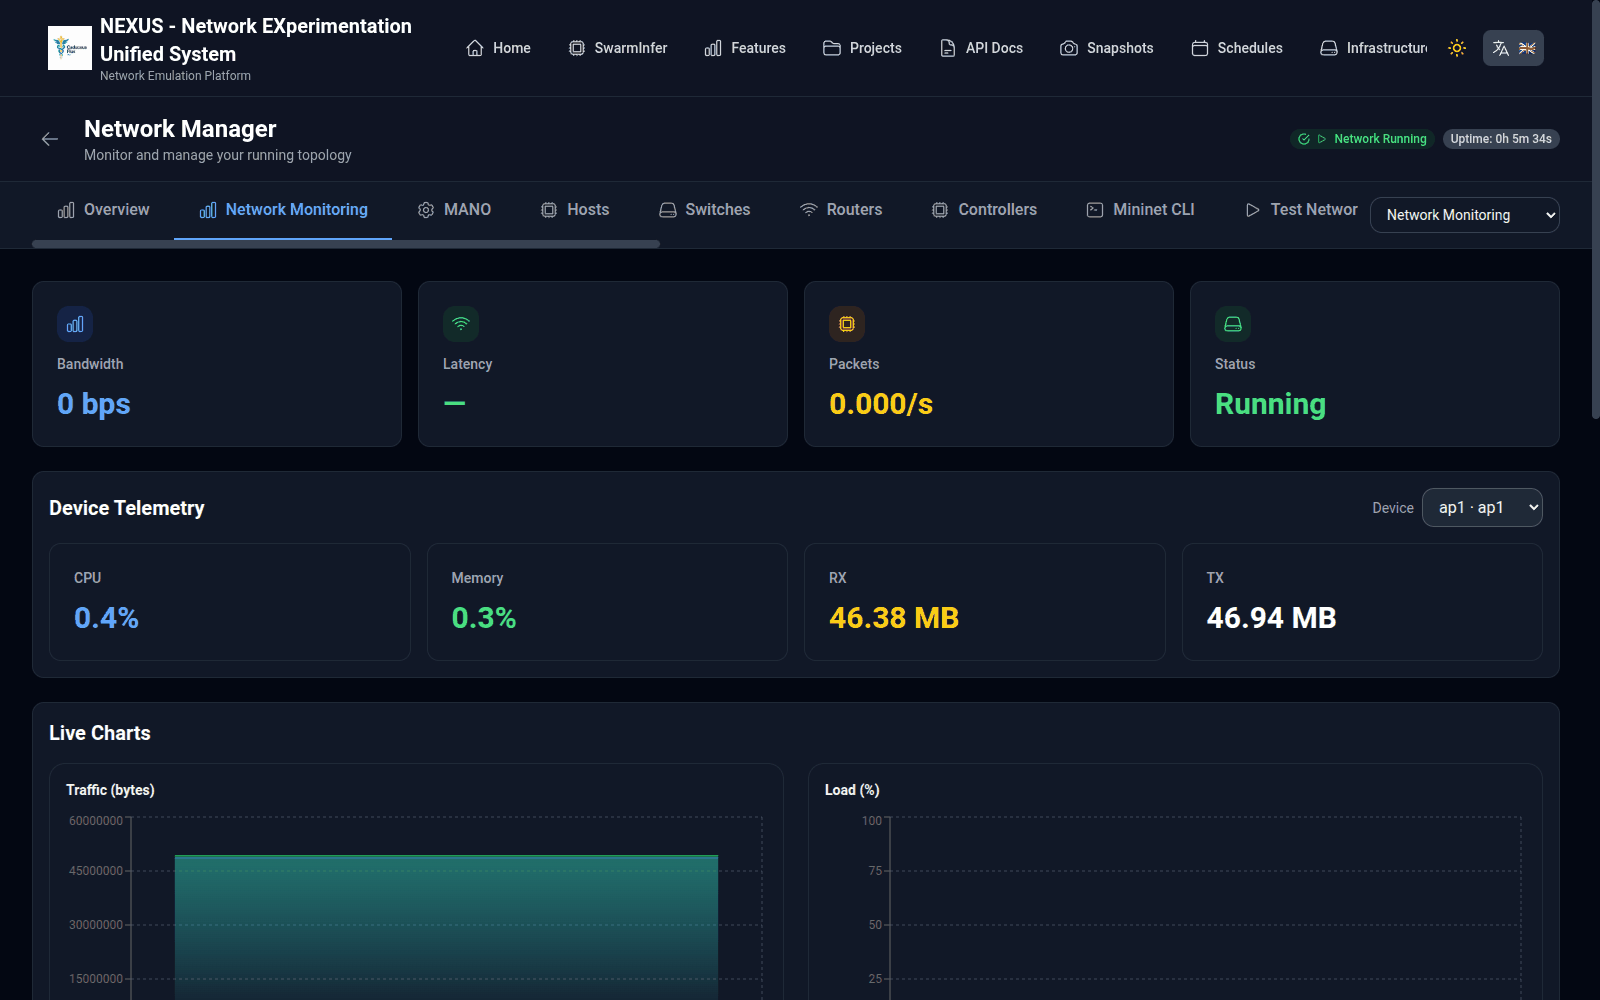 NEXUS - Network EXperimentation
Unified System
Network Emulation Platform
Home
SwarmInfer
Features
Projects
API Docs
Snapshots
Schedules
Infrastructur
Network Manager
Monitor and manage your running topology
Network Running
Uptime: 0h 5m 34s
Overview
Network Monitoring
MANO
Hosts
Switches
Routers
Controllers
Mininet CLI
Test Networ
Network Monitoring
Bandwidth
0 bps
Latency
—
Packets
0.000/s
Status
Running
Device Telemetry
Device
ap1 · ap1
CPU
0.4%
Memory
0.3%
RX
46.38 MB
TX
46.94 MB
Live Charts
Traffic (bytes)
60000000
45000000
30000000
15000000
Load (%)
100
75
50
25